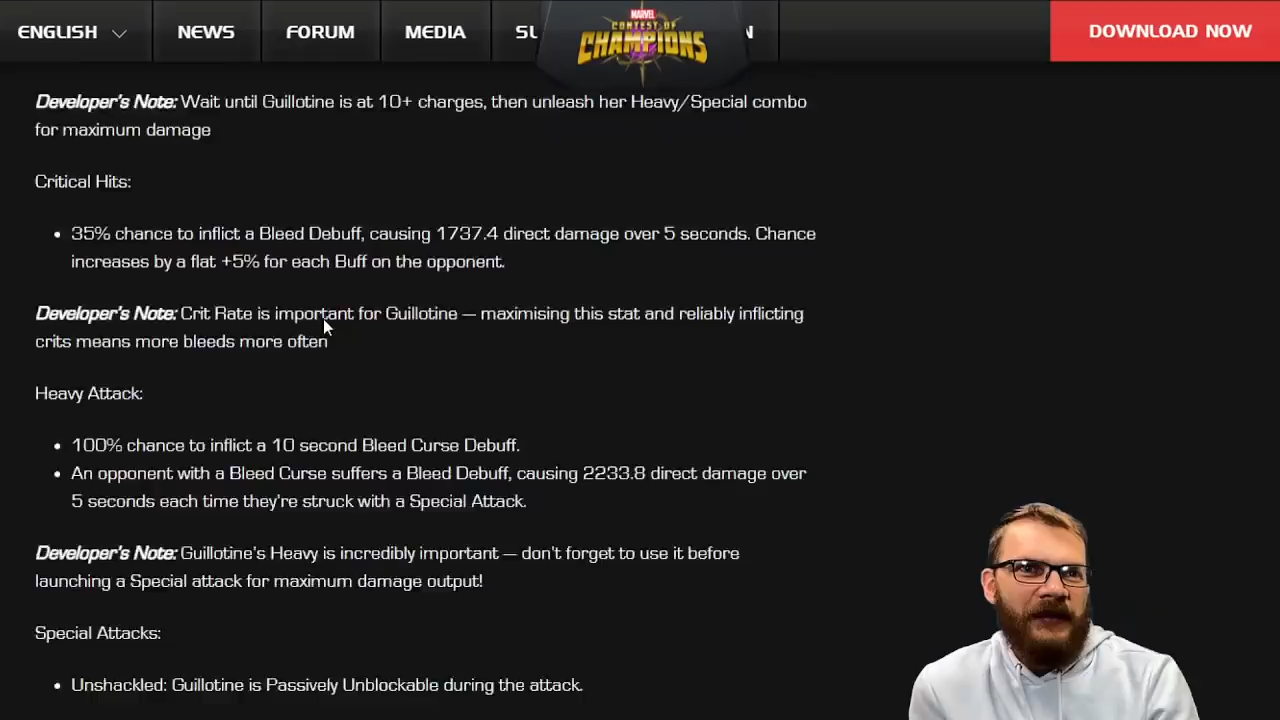 ENGLISH NEWS FORUM MEDIA SU N DOWNLOAD NOW
MARVEL
CONTEST OF
CHAMPIONS
Developer's Note: Wait until Guillotine is at 10+ charges, then unleash her Heavy/Special combo
for maximum damage
Critical Hits:
• 35% chance to inflict a Bleed Debuff, causing 1737.4 direct damage over 5 seconds. Chance
increases by a flat +5% for each Buff on the opponent.
Developer's Note: Crit Rate is important for Guillotine — maximising this stat and reliably inflicting
crits means more bleeds more often
Heavy Attack:
• 100% chance to inflict a 10 second Bleed Curse Debuff.
• An opponent with a Bleed Curse suffers a Bleed Debuff, causing 2233.8 direct damage over
5 seconds each time they're struck with a Special Attack.
Developer's Note: Guillotine's Heavy is incredibly important — don't forget to use it before
launching a Special attack for maximum damage output!
Special Attacks:
• Unshackled: Guillotine is Passively Unblockable during the attack.